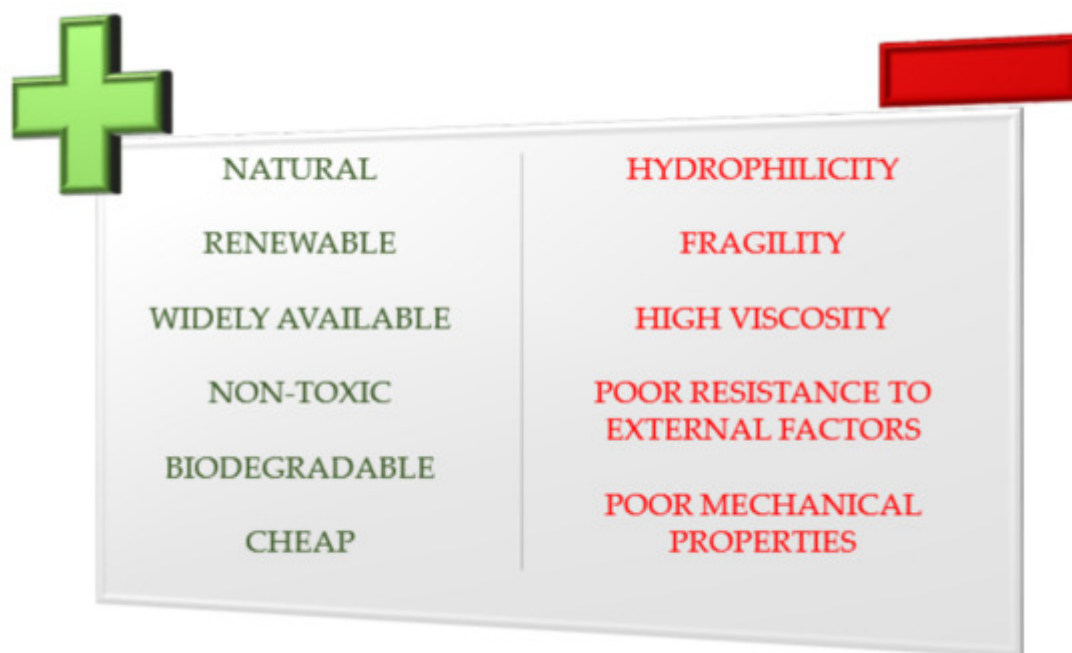 NATURAL
RENEWABLE
WIDELY AVAILABLE
NON-TOXIC
BIODEGRADABLE
CHEAP
HYDROPHILICITY
FRAGILITY
HIGH VISCOSITY
POOR RESISTANCE TO
EXTERNAL FACTORS
POOR MECHANICAL
PROPERTIES